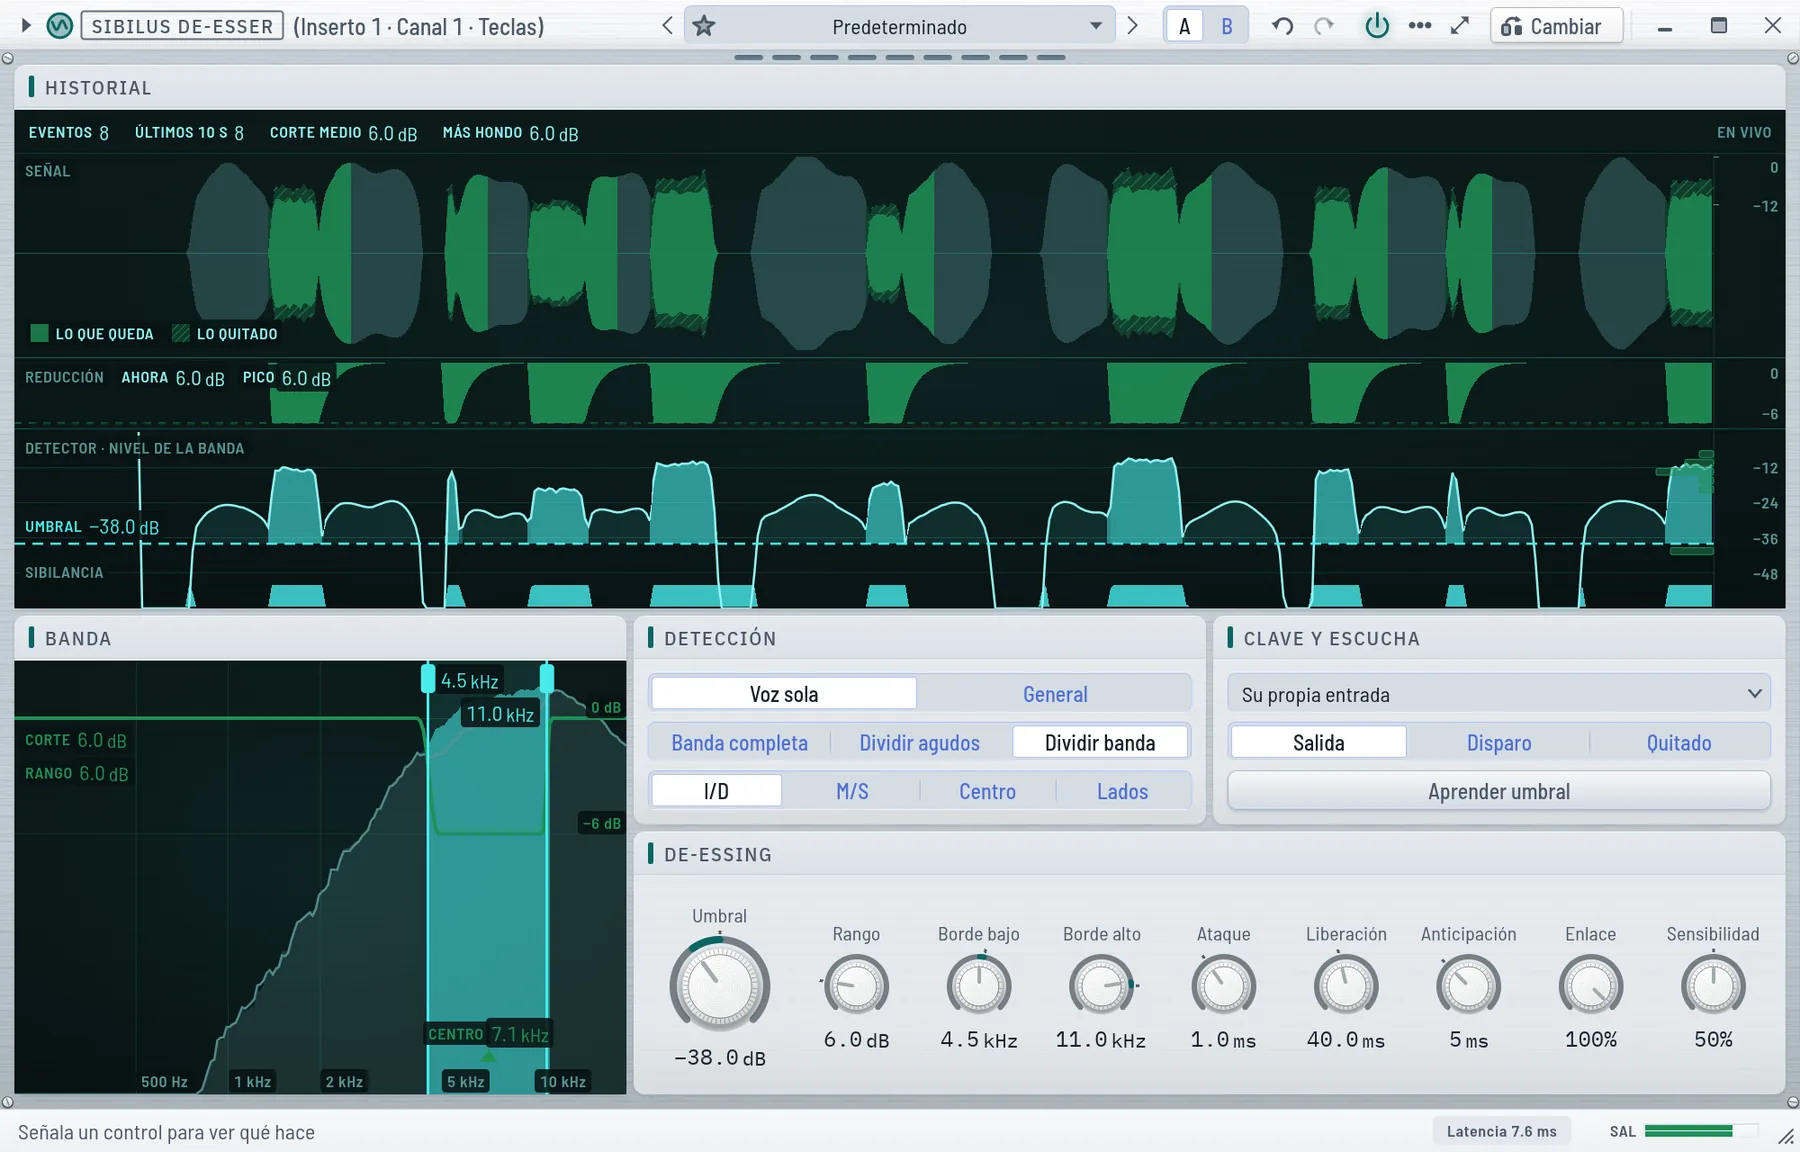 SIBILUS DE-ESSER (Inserto 1 · Canal 1 · Teclas) Predeterminado A B Cambiar
HISTORIAL
EVENTOS 8 ÚLTIMOS 10 S 8 CORTE MEDIO 6.0 dB MÁS HONDO 6.0 dB EN VIVO
SEÑAL 0
−12
LO QUE QUEDA LO QUITADO
REDUCCIÓN AHORA 6.0 dB PICO 6.0 dB 0
−6
DETECTOR · NIVEL DE LA BANDA
−12
−24
UMBRAL −38.0 dB
−36
SIBILANCIA −48
BANDA
4.5 kHz
11.0 kHz 0 dB
CORTE 6.0 dB
RANGO 6.0 dB
−6 dB
CENTRO 7.1 kHz
500 Hz 1 kHz 2 kHz 5 kHz 10 kHz
DETECCIÓN
Voz sola General
Banda completa Dividir agudos Dividir banda
I/D M/S Centro Lados
CLAVE Y ESCUCHA
Su propia entrada
Salida Disparo Quitado
Aprender umbral
DE-ESSING
Umbral Rango Borde bajo Borde alto Ataque Liberación Anticipación Enlace Sensibilidad
−38.0 dB 6.0 dB 4.5 kHz 11.0 kHz 1.0 ms 40.0 ms 5 ms 100% 50%
Señala un control para ver qué hace Latencia 7.6 ms SAL